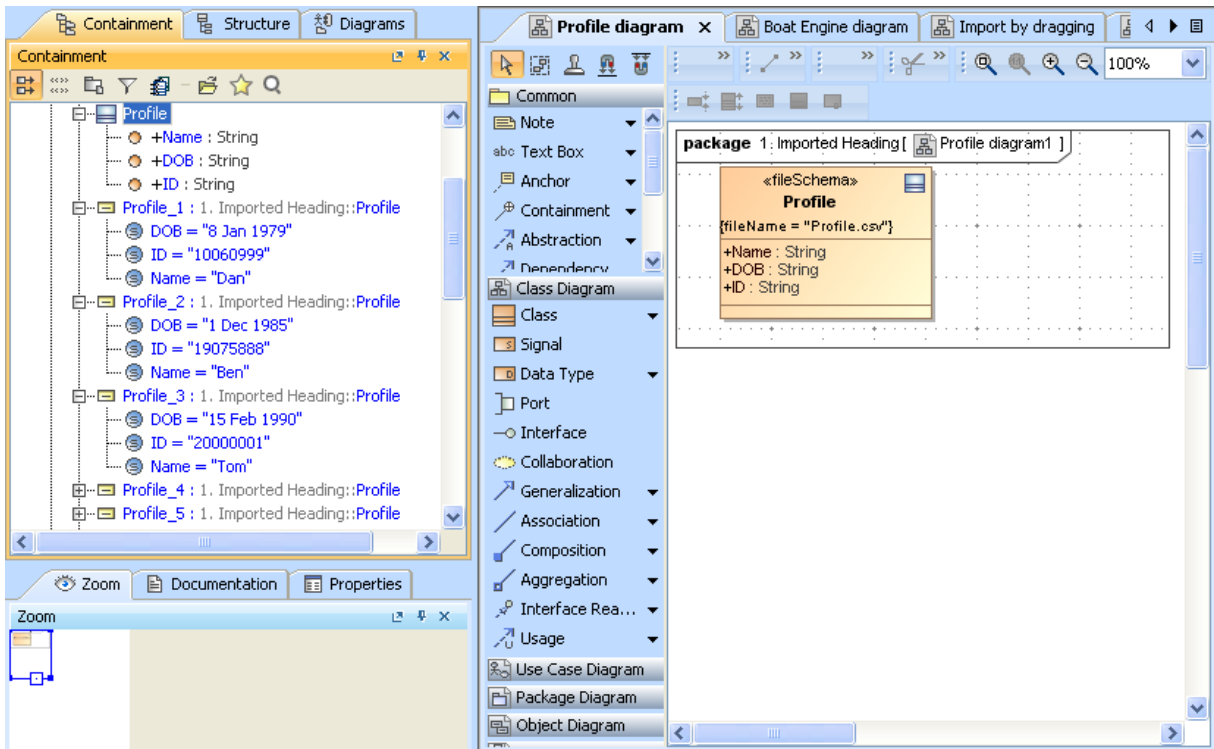 Containment Structure Diagrams
Containment
Profile
+Name : String
+DOB : String
+ID : String
Profile_1 : 1. Imported Heading::Profile
DOB = "8 Jan 1979"
ID = "10060999"
Name = "Dan"
Profile_2 : 1. Imported Heading::Profile
DOB = "1 Dec 1985"
ID = "19075888"
Name = "Ben"
Profile_3 : 1. Imported Heading::Profile
DOB = "15 Feb 1990"
ID = "20000001"
Name = "Tom"
Profile_4 : 1. Imported Heading::Profile
Profile_5 : 1. Imported Heading::Profile
Zoom Documentation Properties
Zoom
Profile diagram Boat Engine diagram Import by dragging
100%
Common
Note
abc Text Box
Anchor
Containment
Abstraction
Dependency
Class Diagram
Class
Signal
Data Type
Port
Interface
Collaboration
Generalization
Association
Composition
Aggregation
Interface Rea...
Usage
Use Case Diagram
Package Diagram
Object Diagram
package 1. Imported Heading[ Profile diagram1 ]
«fileSchema»
Profile
{fileName = "Profile.csv"}
+Name : String
+DOB : String
+ID : String